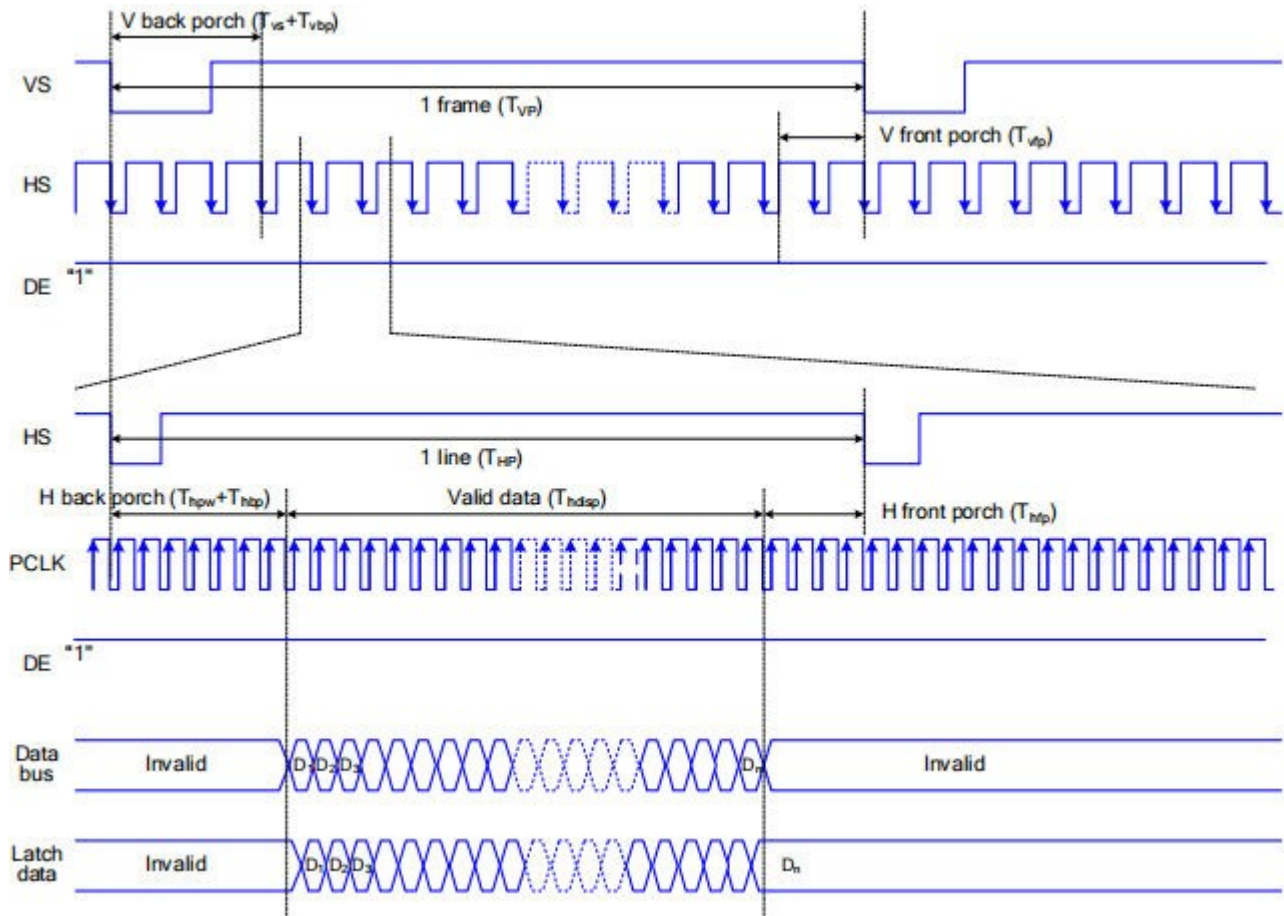 V back porch (Tvs+Tvbp)
VS
1 frame (TVP)
V front porch (Tvfp)
HS
DE "1"
HS
1 line (THP)
H back porch (Thpw+Thbp)
Valid data (Thdisp)
H front porch (Thfp)
PCLK
DE "1"
Data
bus
Invalid
D1 D2 D3
Dn
Invalid
Latch
data
Invalid
D1 D2 D3
Dn